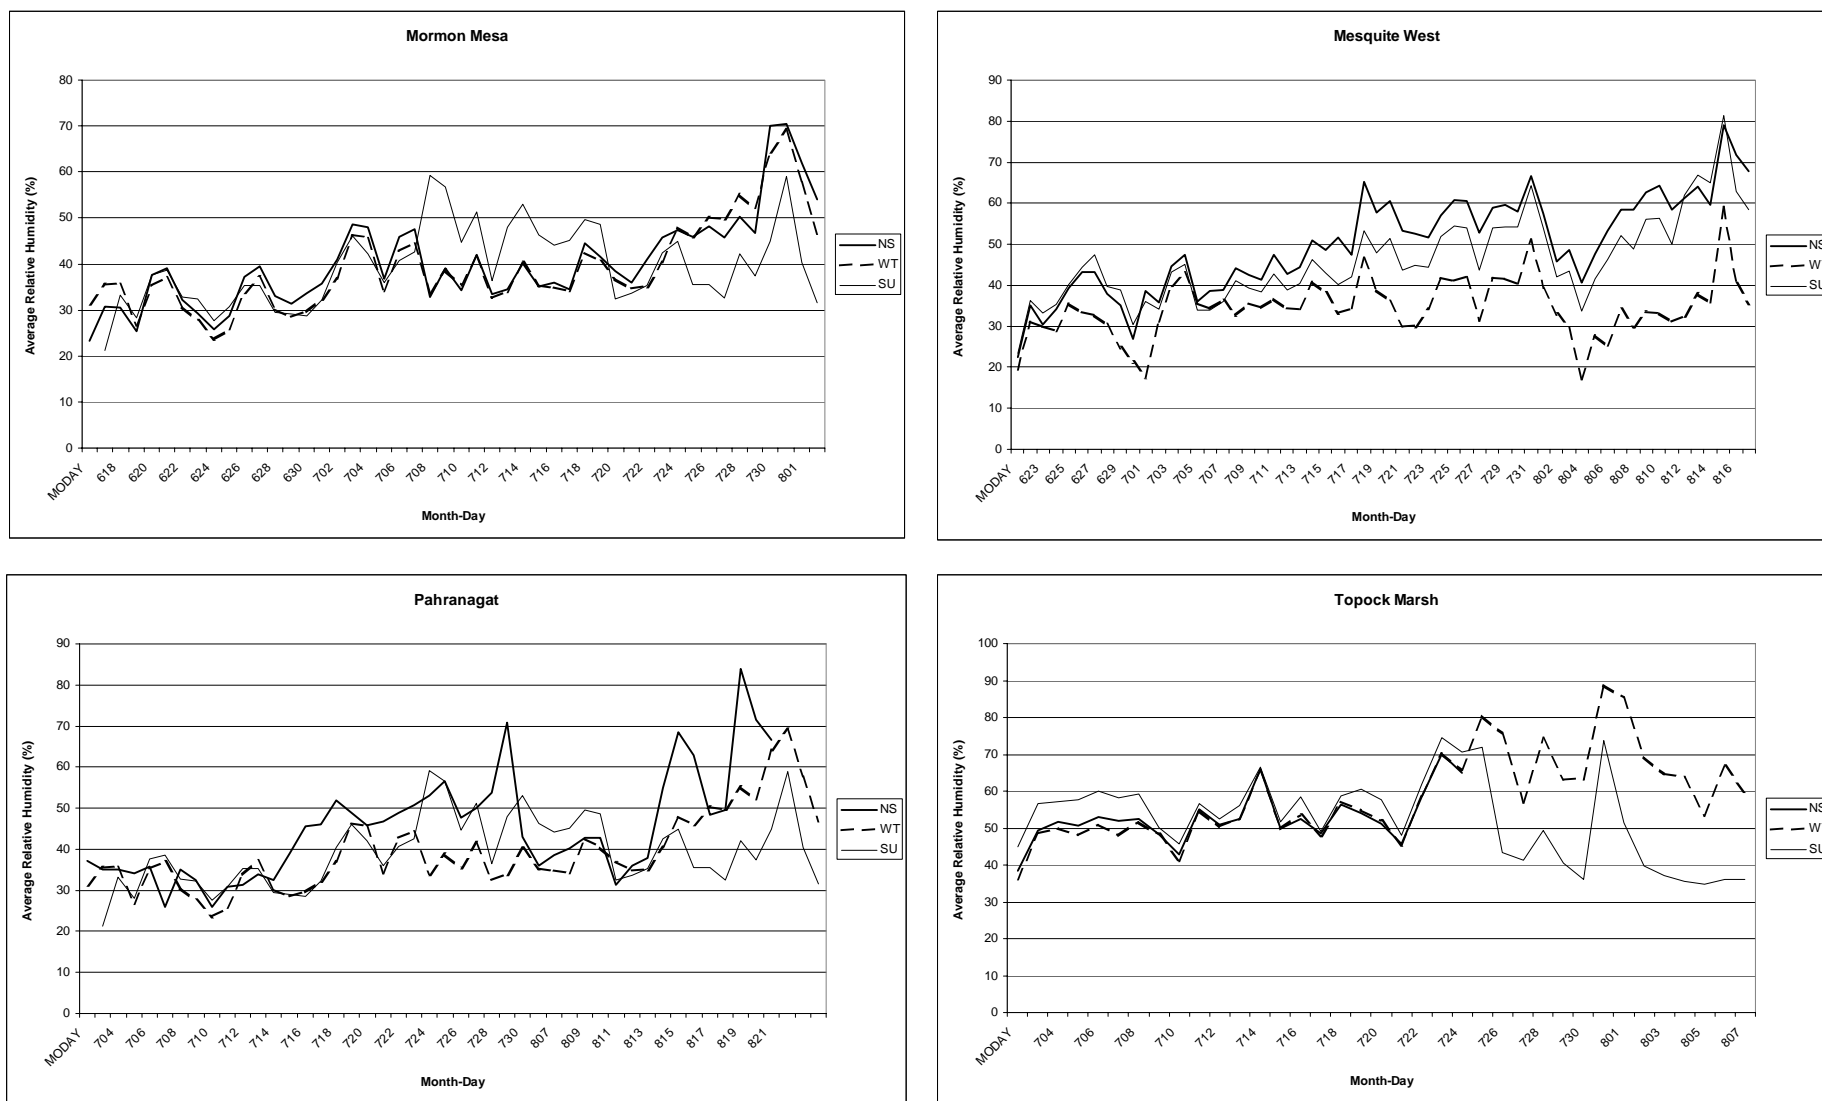 Mormon Mesa
80
70
60
50
40
30
20
10
0
Average Relative Humidity (%)
MODAY 618 620 622 624 626 628 630 702 704 706 708 710 712 714 716 718 720 722 724 726 728 730 801
Month-Day
NS
WT
SU
Mesquite West
90
80
70
60
50
40
30
20
10
0
Average Relative Humidity (%)
MODAY 623 625 627 629 701 703 705 707 709 711 713 715 717 719 721 723 725 727 729 731 802 804 806 808 810 812 814 816
Month-Day
NS
WT
SU
Pahranagat
90
80
70
60
50
40
30
20
10
0
Average Relative Humidity (%)
MODAY 704 706 708 710 712 714 716 718 720 722 724 726 728 730 807 809 811 813 815 817 819 821
Month-Day
NS
WT
SU
Topock Marsh
100
90
80
70
60
50
40
30
20
10
0
Average Relative Humidity (%)
MODAY 704 706 708 710 712 714 716 718 720 722 724 726 728 730 801 803 805 807
Month-Day
NS
WT
SU